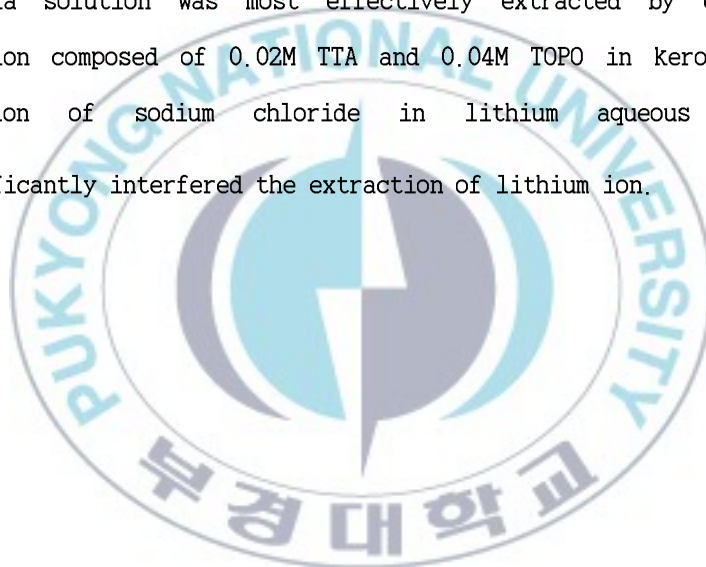 ta solution was most effectively extracted by
ion composed of 0.02M TTA and 0.04M TOPO in kero
ion of sodium chloride in lithium aqueous
ficantly interfered the extraction of lithium ion.
PUKYONG NATIONAL UNIVERSITY
부경대학교